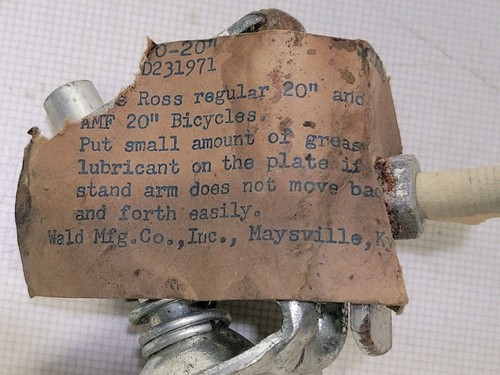 0-20"
D231971
s Ross regular 20" and
AMF 20" Bicycles.
Put small amount of grease
lubricant on the plate if
stand arm does not move bac
and forth easily.
Wald Mfg.Co.,Inc., Maysville,Ky